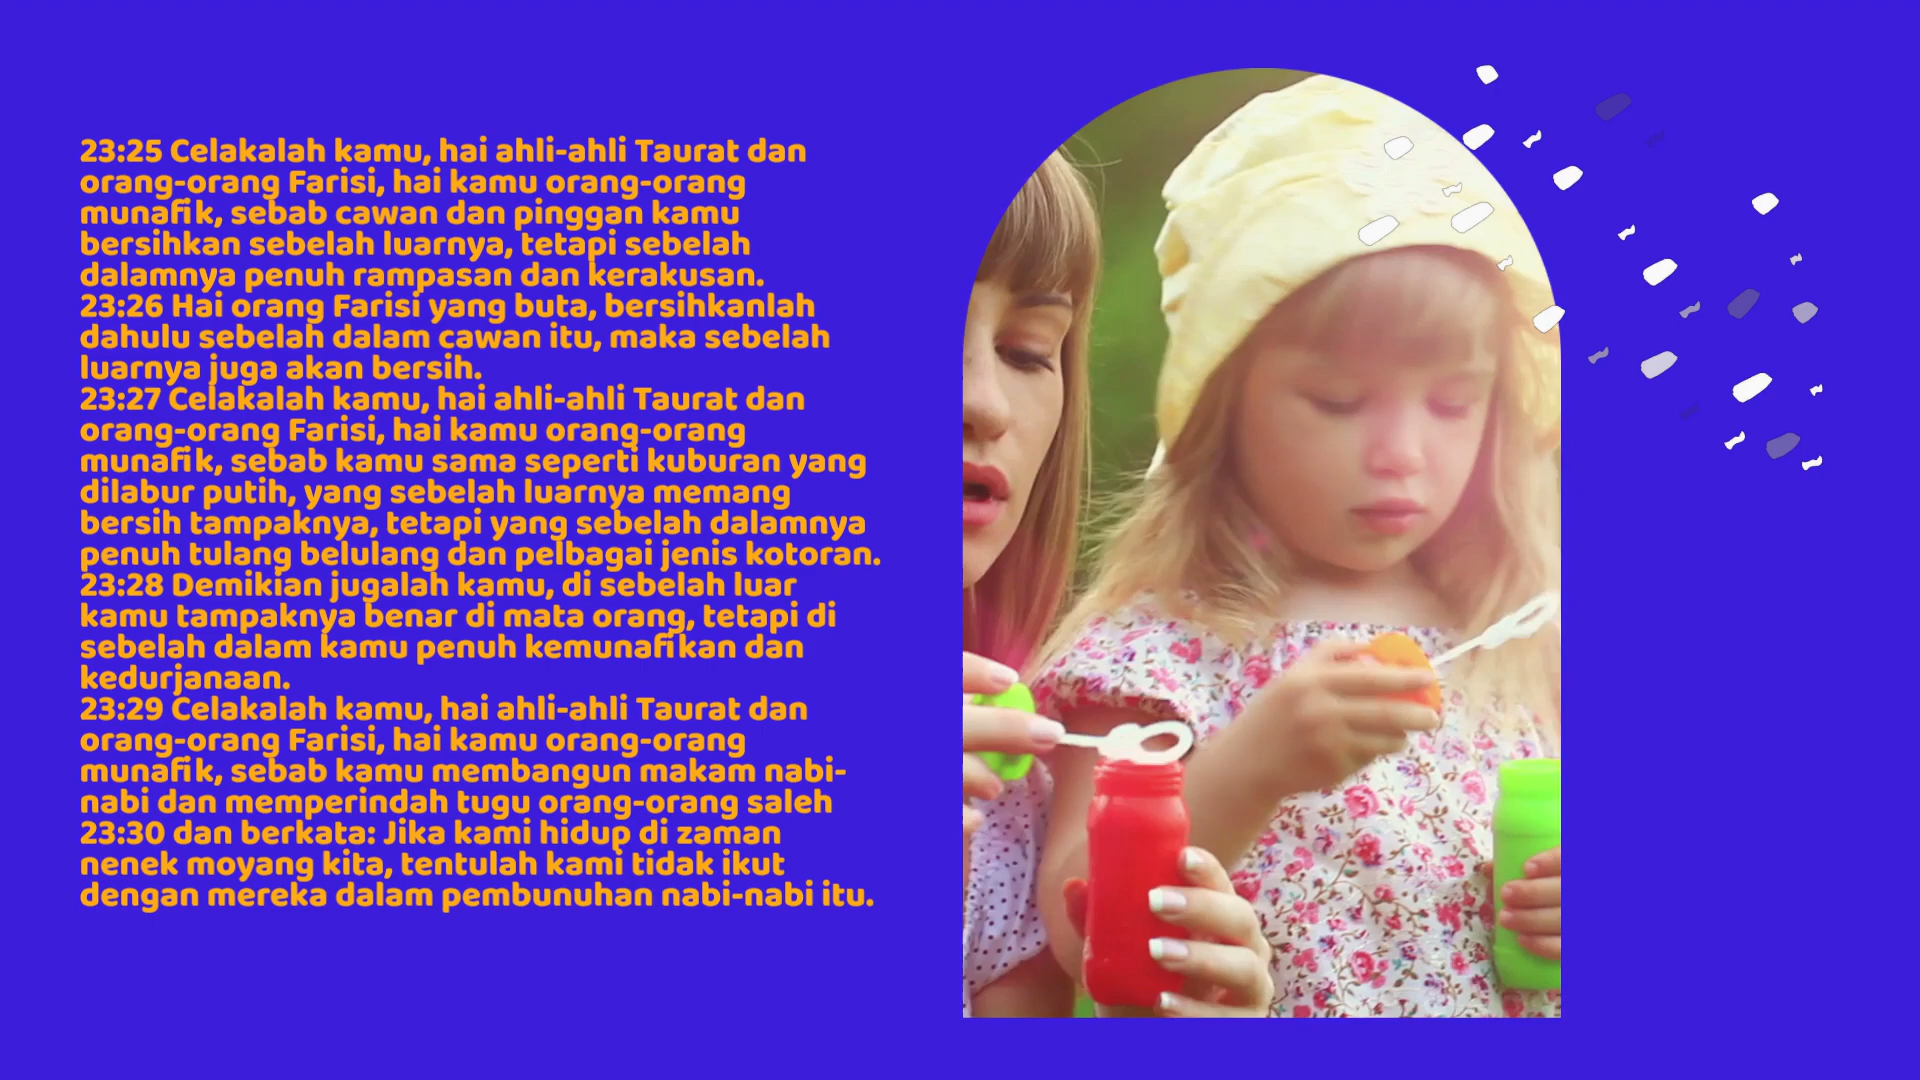 23:25 Celakalah kamu, hai ahli-ahli Taurat dan
orang-orang Farisi, hai kamu orang-orang
munafik, sebab cawan dan pinggan kamu
bersihkan sebelah luarnya, tetapi sebelah
dalamnya penuh rampasan dan kerakusan.
23:26 Hai orang Farisi yang buta, bersihkanlah
dahulu sebelah dalam cawan itu, maka sebelah
luarnya juga akan bersih.
23:27 Celakalah kamu, hai ahli-ahli Taurat dan
orang-orang Farisi, hai kamu orang-orang
munafik, sebab kamu sama seperti kuburan yang
dilabur putih, yang sebelah luarnya memang
bersih tampaknya, tetapi yang sebelah dalamnya
penuh tulang belulang dan pelbagai jenis kotoran.
23:28 Demikian jugalah kamu, di sebelah luar
kamu tampaknya benar di mata orang, tetapi di
sebelah dalam kamu penuh kemunafikan dan
kedurjanaan.
23:29 Celakalah kamu, hai ahli-ahli Taurat dan
orang-orang Farisi, hai kamu orang-orang
munafik, sebab kamu membangun makam nabi-
nabi dan memperindah tugu orang-orang saleh
23:30 dan berkata: Jika kami hidup di zaman
nenek moyang kita, tentulah kami tidak ikut
dengan mereka dalam pembunuhan nabi-nabi itu.